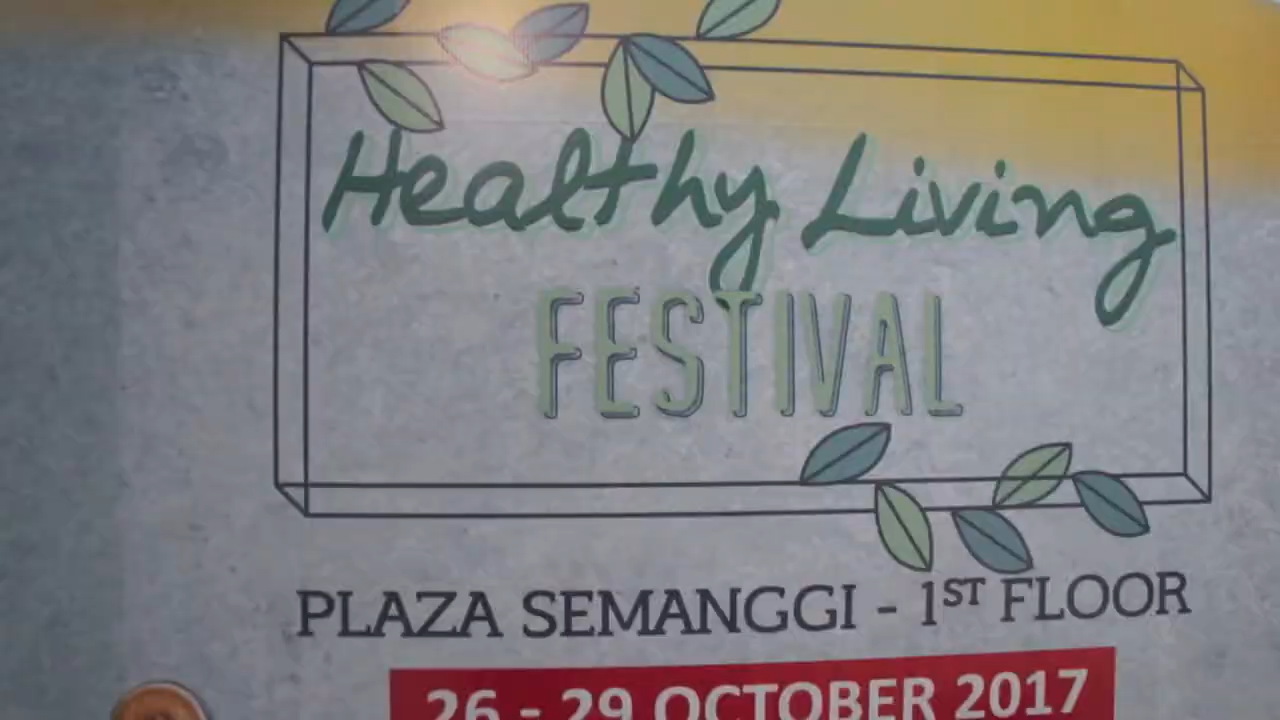 Healthy Living
FESTIVAL
PLAZA SEMANGGI - 1ST FLOOR
26 - 29 OCTOBER 2017